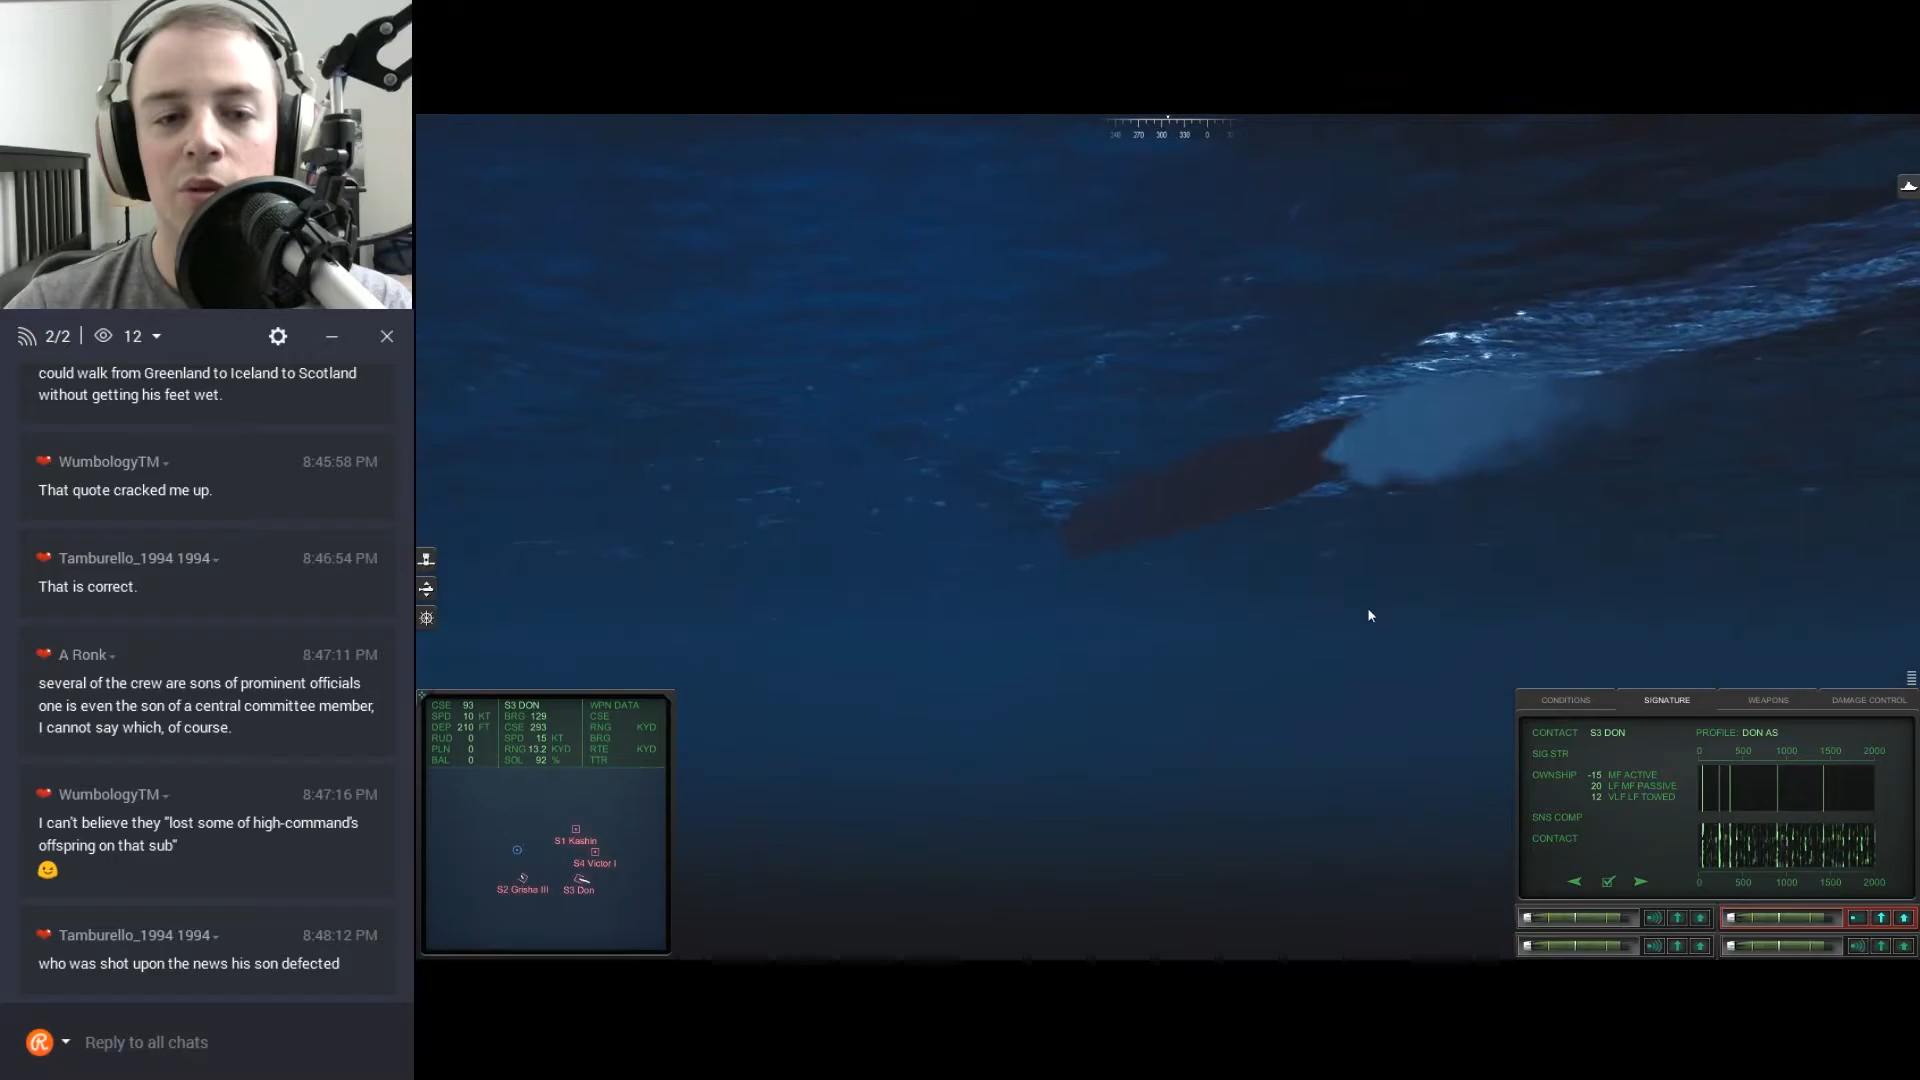 2/2
12
could walk from Greenland to Iceland to Scotland
without getting his feet wet.
WumbologyTM
8:45:58 PM
That quote cracked me up.
Tamburello_1994 1994
8:46:54 PM
That is correct.
A Ronk
8:47:11 PM
several of the crew are sons of prominent officials
one is even the son of a central committee member,
I cannot say which, of course.
WumbologyTM
8:47:16 PM
I can't believe they "lost some of high-command's
offspring on that sub"
😉
Tamburello_1994 1994
8:48:12 PM
who was shot upon the news his son defected
Reply to all chats
240 270 300 330 0 30
CSE 93 S3 DON WPN DATA
SPD 10 KT BRG 129 CSE
DEP 210 FT CSE 293 RNG KYD
RUD 0 SPD 15 KT BRG
PLN 0 RNG 13.2 KYD RTE KYD
BAL 0 SOL 92 % TTR
S1 Kashin
S4 Victor I
S2 Grisha III S3 Don
CONDITIONS SIGNATURE WEAPONS DAMAGE CONTROL
CONTACT S3 DON PROFILE: DON AS
SIG STR 0 500 1000 1500 2000
OWNSHIP -15 MF ACTIVE
20 LF MF PASSIVE
12 VLF LF TOWED
SNS COMP
CONTACT
0 500 1000 1500 2000